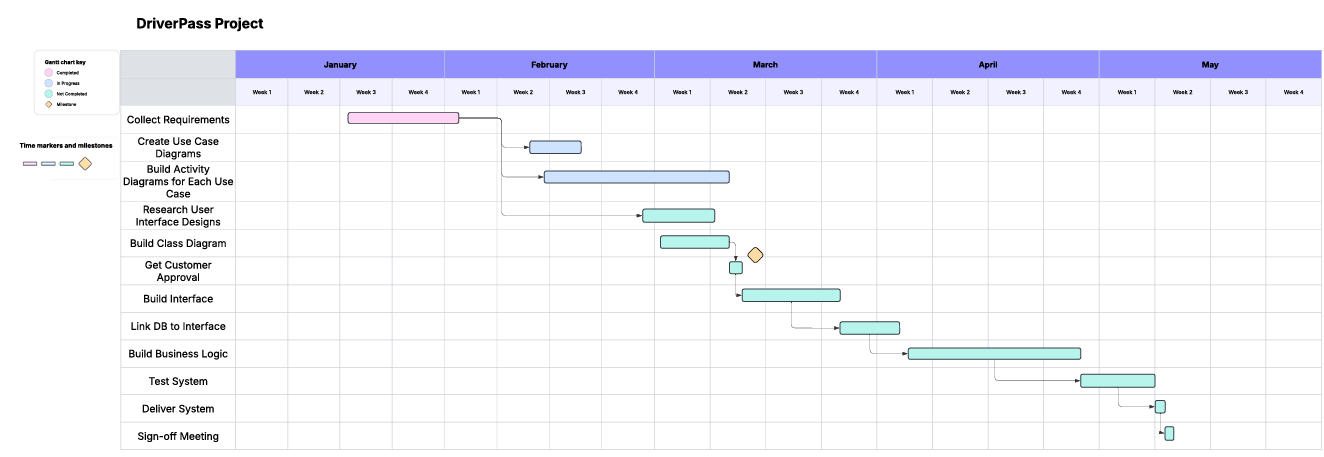 DriverPass Project
Gantt chart key
Completed
In Progress
Not Completed
Milestone
Time markers and milestones
January February March April May
Week 1 Week 2 Week 3 Week 4 Week 1 Week 2 Week 3 Week 4 Week 1 Week 2 Week 3 Week 4 Week 1 Week 2 Week 3 Week 4 Week 1 Week 2 Week 3 Week 4
Collect Requirements
Create Use Case
Diagrams
Build Activity
Diagrams for Each Use
Case
Research User
Interface Designs
Build Class Diagram
Get Customer
Approval
Build Interface
Link DB to Interface
Build Business Logic
Test System
Deliver System
Sign-off Meeting